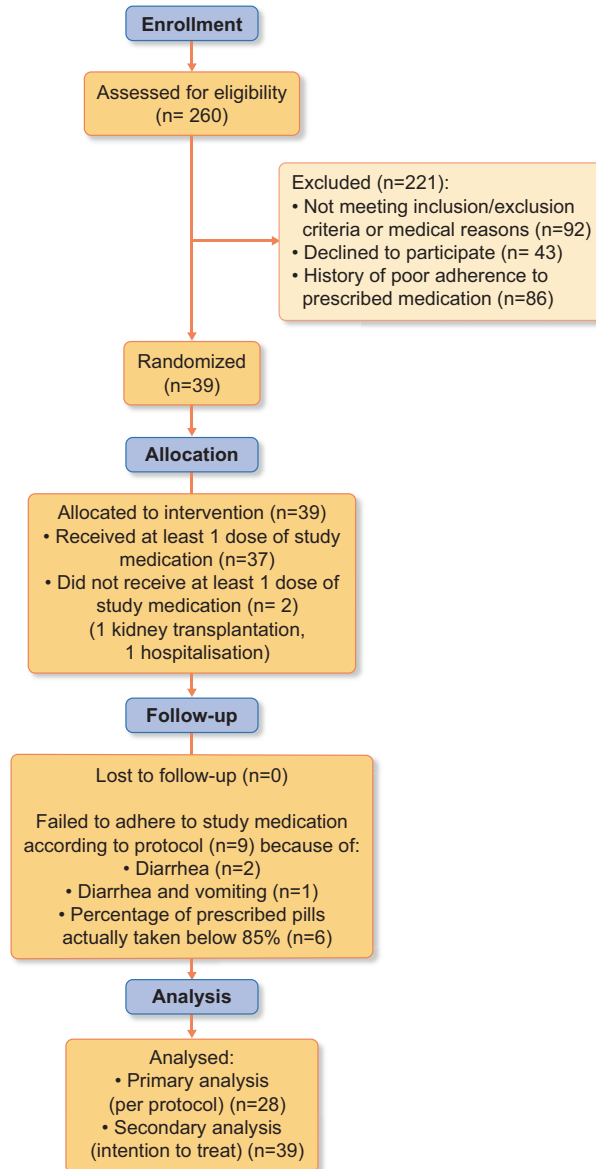 Enrollment
Assessed for eligibility
(n= 260)
Excluded (n=221):
• Not meeting inclusion/exclusion
criteria or medical reasons (n=92)
• Declined to participate (n= 43)
• History of poor adherence to
prescribed medication (n=86)
Randomized
(n=39)
Allocation
Allocated to intervention (n=39)
• Received at least 1 dose of study
medication (n=37)
• Did not receive at least 1 dose of
study medication (n= 2)
(1 kidney transplantation,
1 hospitalisation)
Follow-up
Lost to follow-up (n=0)
Failed to adhere to study medication
according to protocol (n=9) because of:
• Diarrhea (n=2)
• Diarrhea and vomiting (n=1)
• Percentage of prescribed pills
actually taken below 85% (n=6)
Analysis
Analysed:
• Primary analysis
(per protocol) (n=28)
• Secondary analysis
(intention to treat) (n=39)